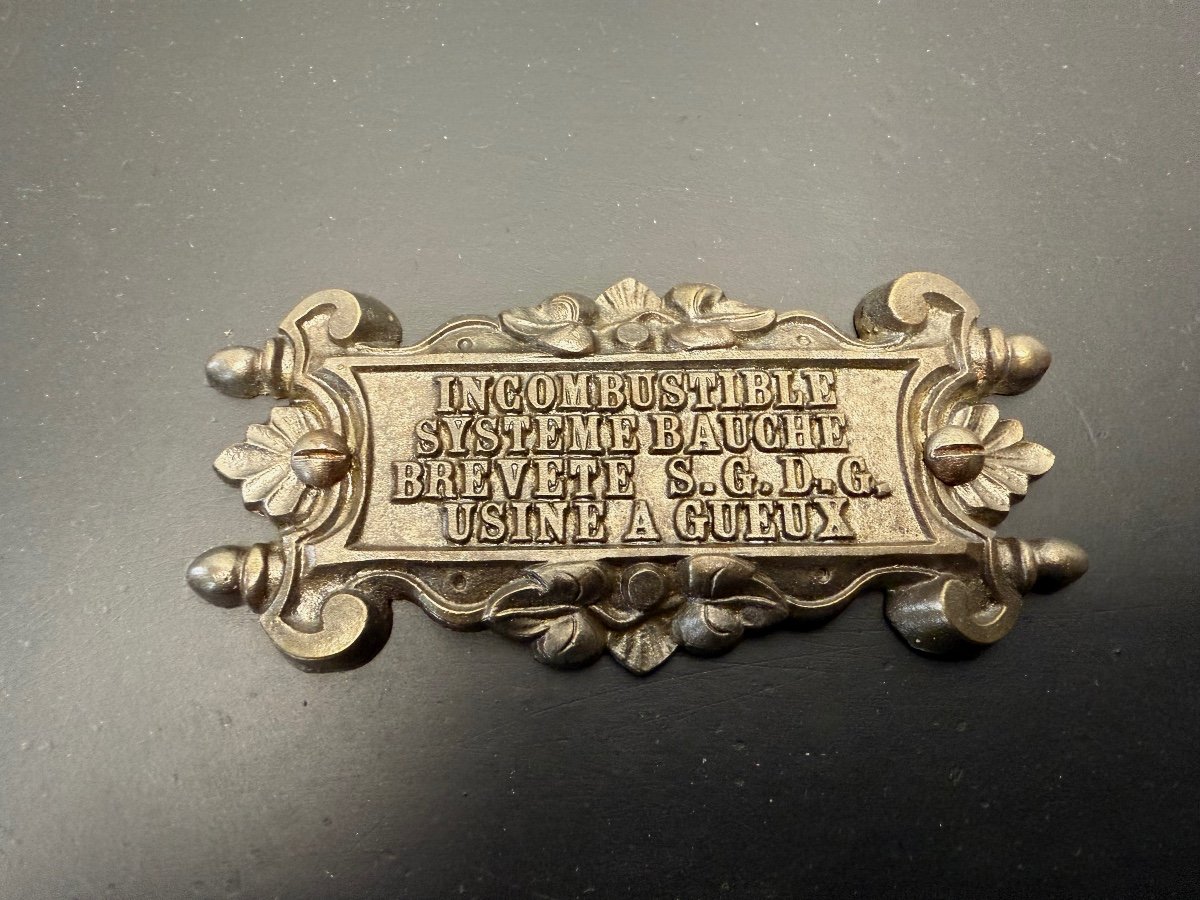 INCOMBUSTIBLE
SYSTEME BAUCHE
BREVETE S.G.D.G.
USINE A GUEUX